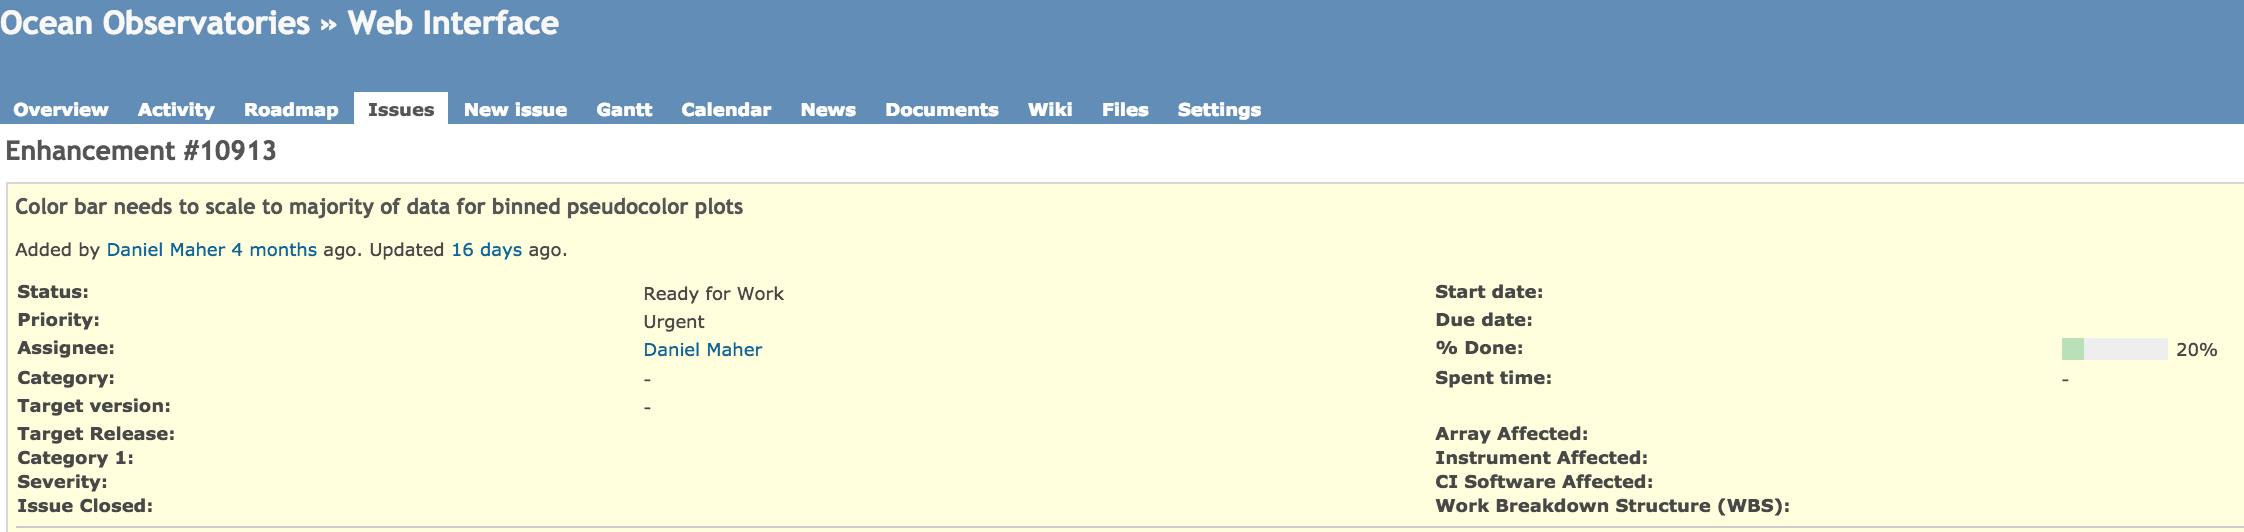 Ocean Observatories » Web Interface
Overview Activity Roadmap Issues New issue Gantt Calendar News Documents Wiki Files Settings
Enhancement #10913
Color bar needs to scale to majority of data for binned pseudocolor plots
Added by Daniel Maher 4 months ago. Updated 16 days ago.
Status: Ready for Work Start date:
Priority: Urgent Due date:
Assignee: Daniel Maher % Done: 20%
Category: - Spent time: -
Target version: -
Target Release: Array Affected:
Category 1: Instrument Affected:
Severity: CI Software Affected:
Issue Closed: Work Breakdown Structure (WBS):